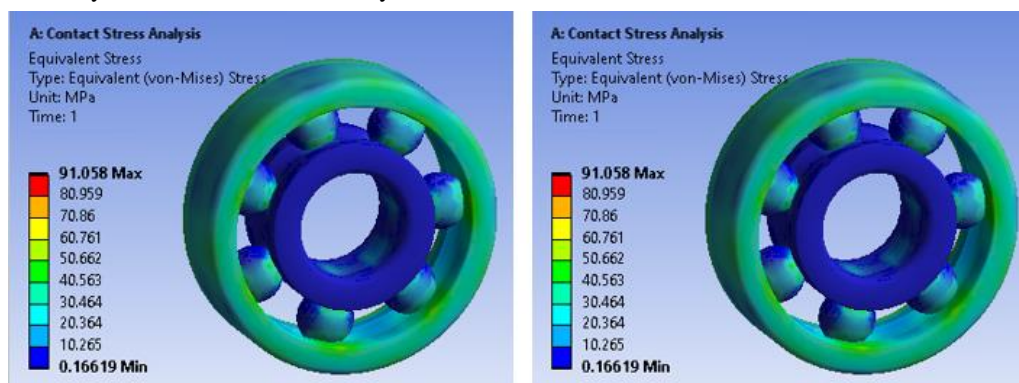 A: Contact Stress Analysis
Equivalent Stress
Type: Equivalent (von-Mises) Stress
Unit: MPa
Time: 1
91.058 Max
80.959
70.86
60.761
50.662
40.563
30.464
20.364
10.265
0.16619 Min
A: Contact Stress Analysis
Equivalent Stress
Type: Equivalent (von-Mises) Stress
Unit: MPa
Time: 1
91.058 Max
80.959
70.86
60.761
50.662
40.563
30.464
20.364
10.265
0.16619 Min